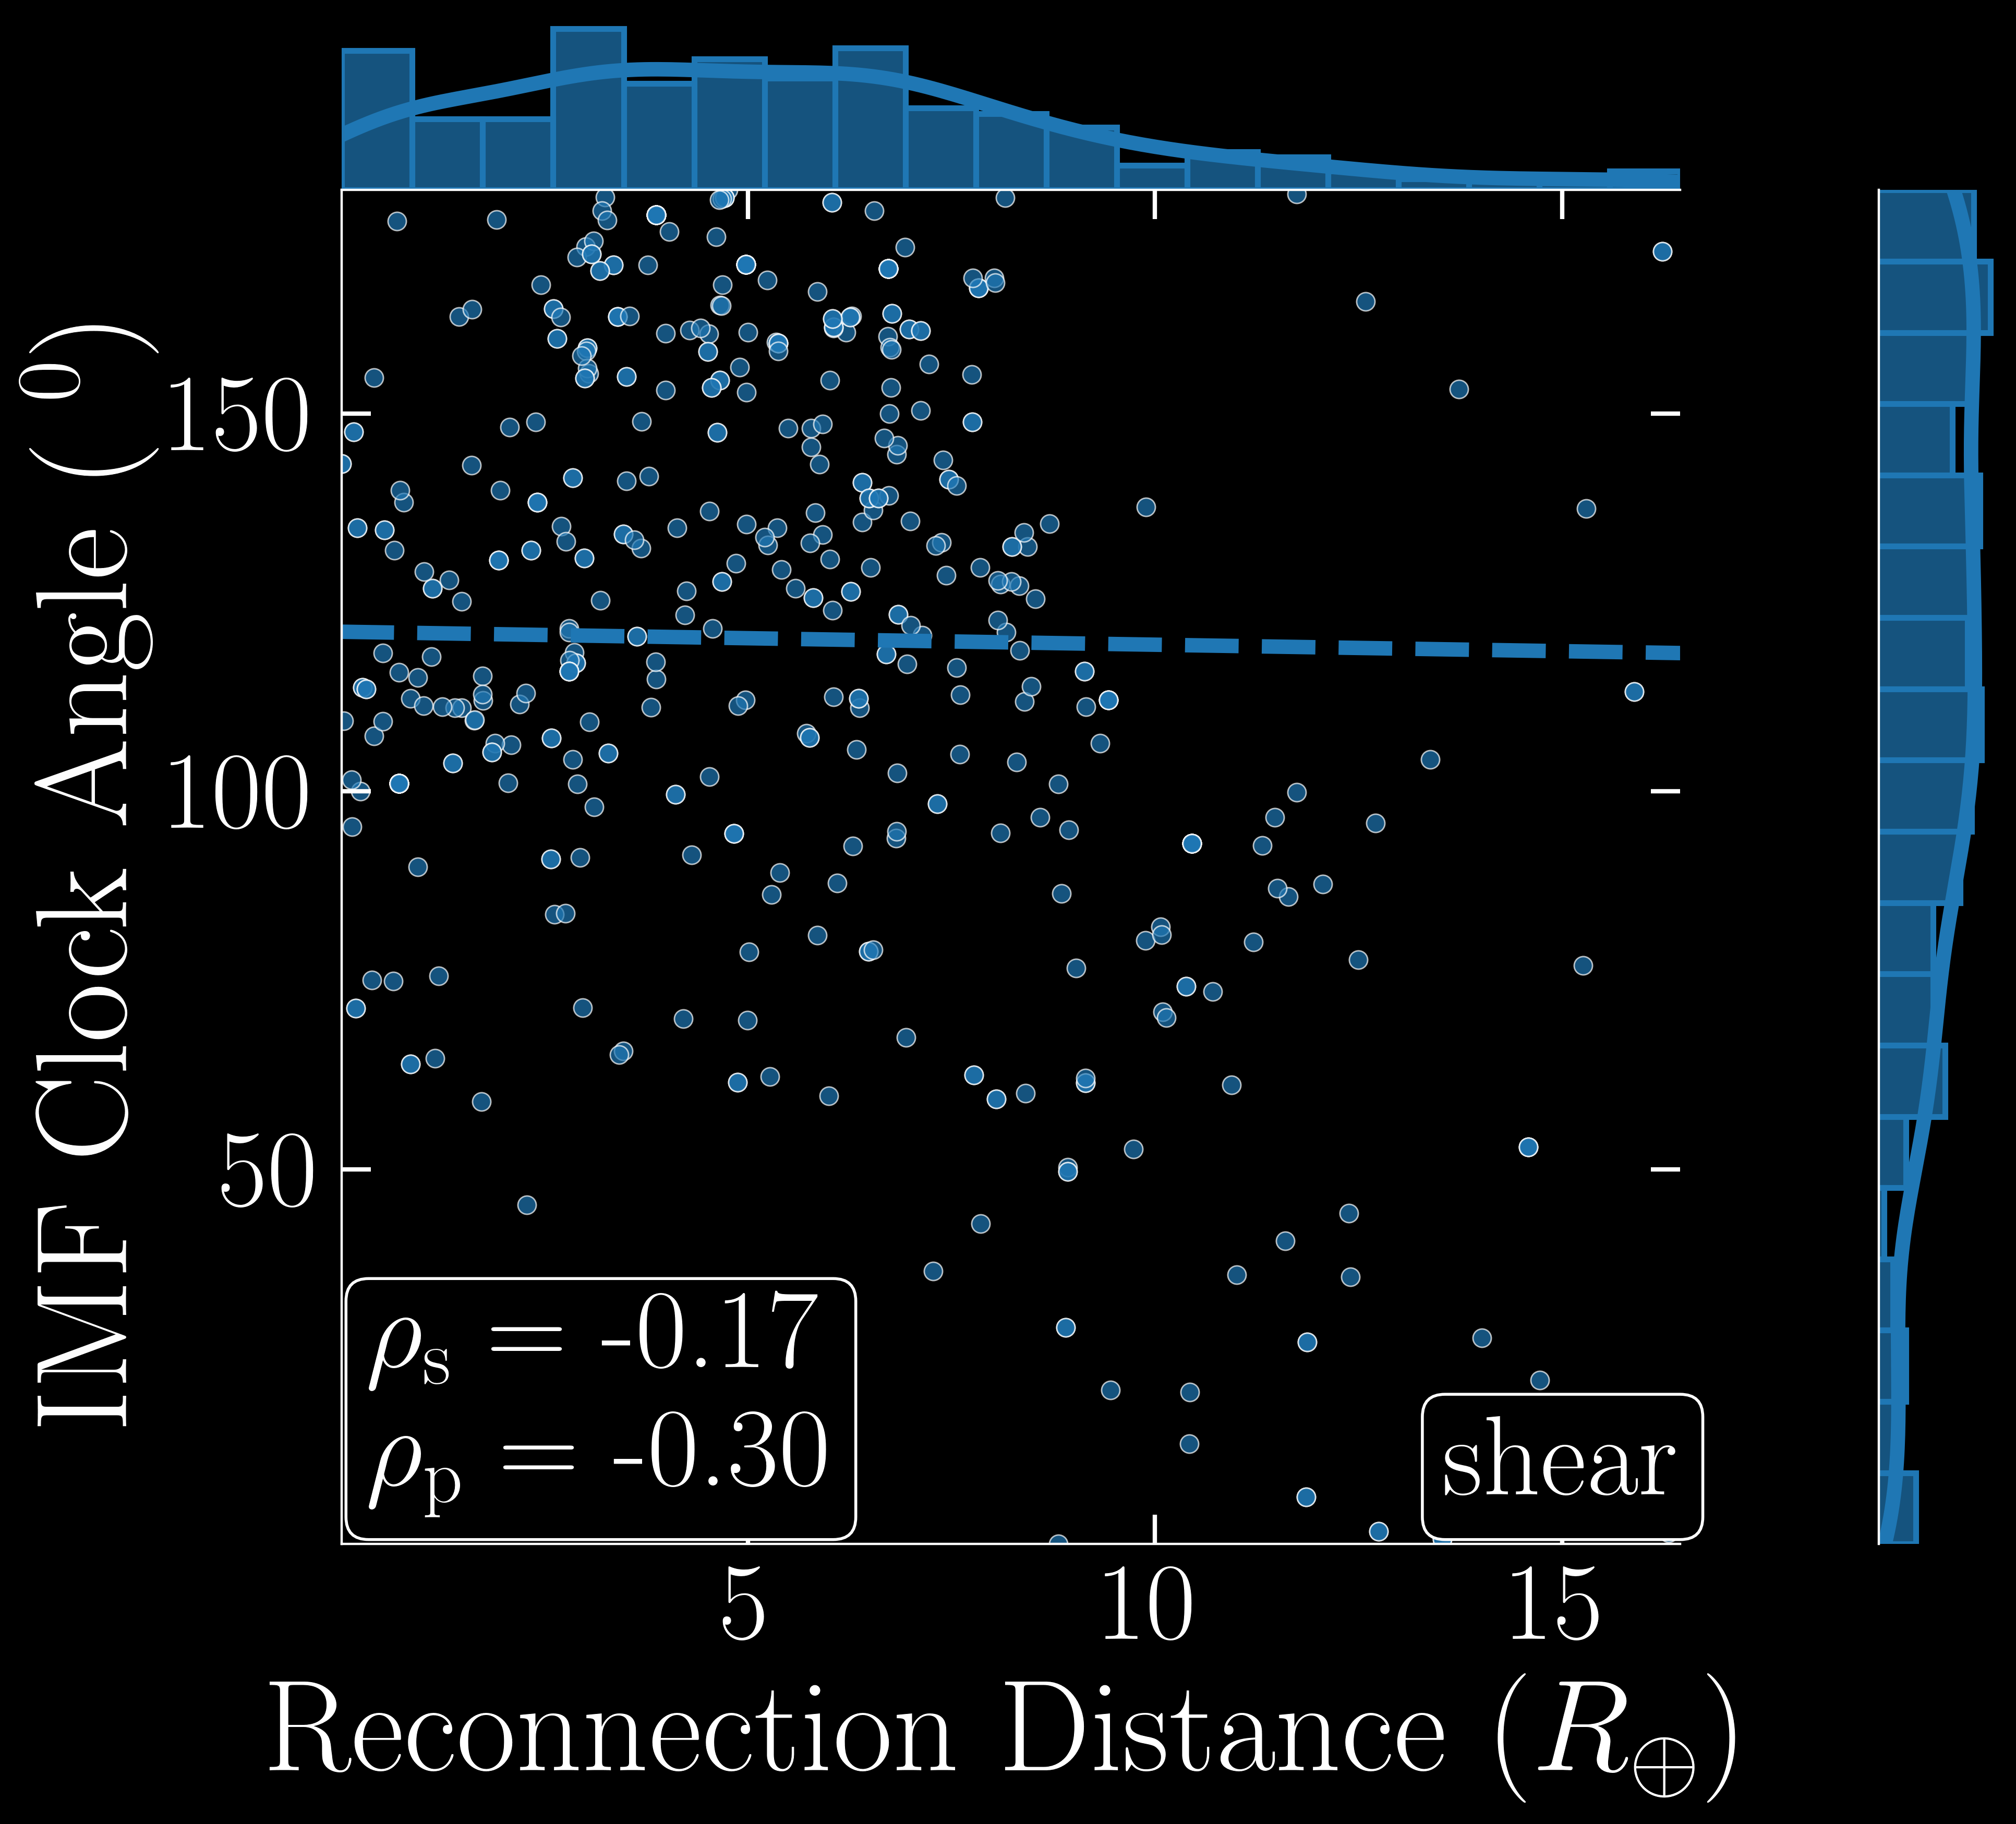 IMF Clock Angle (⁰)
150
100
50
ρs = -0.17
ρp = -0.30
shear
5 10 15
Reconnection Distance (R⊕)